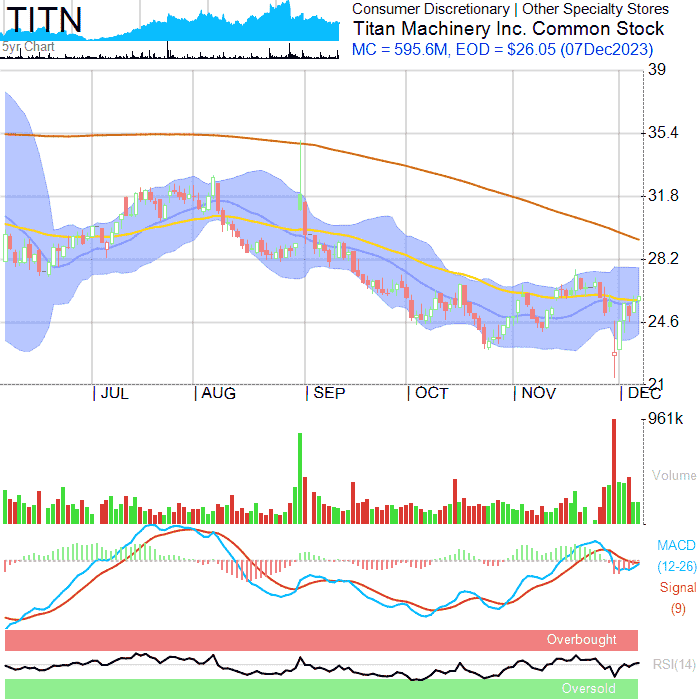 TITN
5yr Chart
Consumer Discretionary | Other Specialty Stores
Titan Machinery Inc. Common Stock
MC = 595.6M, EOD = $26.05 (07Dec2023)
39
35.4
31.8
28.2
24.6
21
JUL AUG SEP OCT NOV DEC
961k
Volume
MACD
(12-26)
Signal
(9)
Overbought
RSI(14)
Oversold